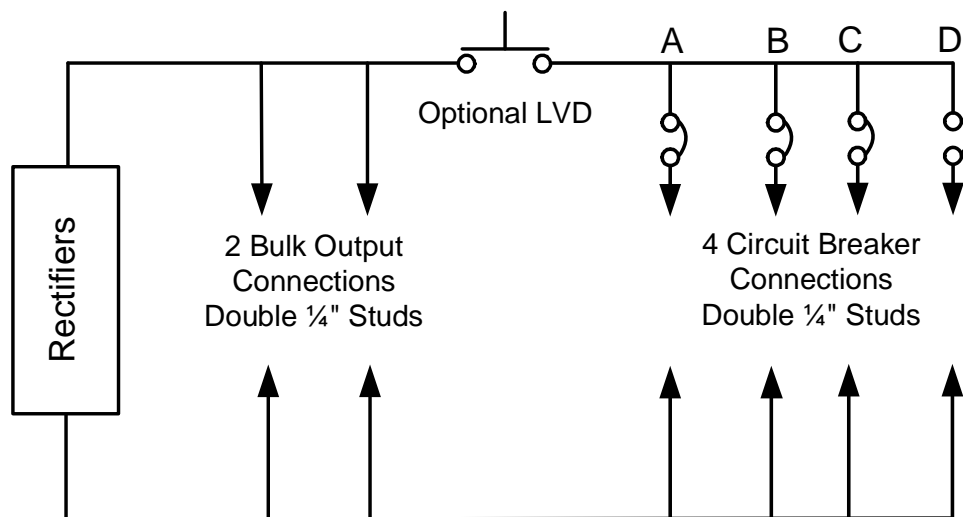 A B C D
Optional LVD
Rectifiers
2 Bulk Output
Connections
Double ¼" Studs
4 Circuit Breaker
Connections
Double ¼" Studs